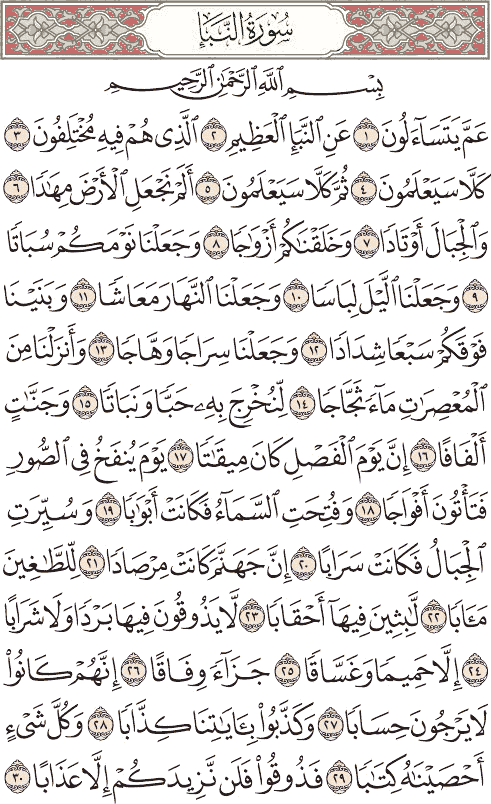 سُورَةُ النَّبَإِ
بِسْمِ اللَّهِ الرَّحْمَٰنِ الرَّحِيمِ
عَمَّ يَتَسَآءَلُونَ ١ عَنِ ٱلنَّبَإِ ٱلْعَظِيمِ ٢ ٱلَّذِى هُمْ فِيهِ مُخْتَلِفُونَ ٣
كَلَّا سَيَعْلَمُونَ ٤ ثُمَّ كَلَّا سَيَعْلَمُونَ ٥ أَلَمْ نَجْعَلِ ٱلْأَرْضَ مِهَٰدًا ٦
وَٱلْجِبَالَ أَوْتَادًا ٧ وَخَلَقْنَٰكُمْ أَزْوَٰجًا ٨ وَجَعَلْنَا نَوْمَكُمْ سُبَاتًا
٩ وَجَعَلْنَا ٱلَّيْلَ لِبَاسًا ١٠ وَجَعَلْنَا ٱلنَّهَارَ مَعَاشًا ١١ وَبَنَيْنَا
فَوْقَكُمْ سَبْعًا شِدَادًا ١٢ وَجَعَلْنَا سِرَاجًا وَهَّاجًا ١٣ وَأَنزَلْنَا مِنَ
ٱلْمُعْصِرَٰتِ مَآءً ثَجَّاجًا ١٤ لِّنُخْرِجَ بِهِۦ حَبًّا وَنَبَاتًا ١٥ وَجَنَّٰتٍ
أَلْفَافًا ١٦ إِنَّ يَوْمَ ٱلْفَصْلِ كَانَ مِيقَٰتًا ١٧ يَوْمَ يُنفَخُ فِى ٱلصُّورِ
فَتَأْتُونَ أَفْوَاجًا ١٨ وَفُتِحَتِ ٱلسَّمَآءُ فَكَانَتْ أَبْوَٰبًا ١٩ وَسُيِّرَتِ
ٱلْجِبَالُ فَكَانَتْ سَرَابًا ٢٠ إِنَّ جَهَنَّمَ كَانَتْ مِرْصَادًا ٢١ لِّلطَّٰغِينَ
مَـَٔابًا ٢٢ لَّٰبِثِينَ فِيهَآ أَحْقَابًا ٢٣ لَّا يَذُوقُونَ فِيهَا بَرْدًا وَلَا شَرَابًا
٢٤ إِلَّا حَمِيمًا وَغَسَّاقًا ٢٥ جَزَآءً وِفَاقًا ٢٦ إِنَّهُمْ كَانُوا۟
لَا يَرْجُونَ حِسَابًا ٢٧ وَكَذَّبُوا۟ بِـَٔايَٰتِنَا كِذَّابًا ٢٨ وَكُلَّ شَىْءٍ
أَحْصَيْنَٰهُ كِتَٰبًا ٢٩ فَذُوقُوا۟ فَلَن نَّزِيدَكُمْ إِلَّا عَذَابًا ٣٠